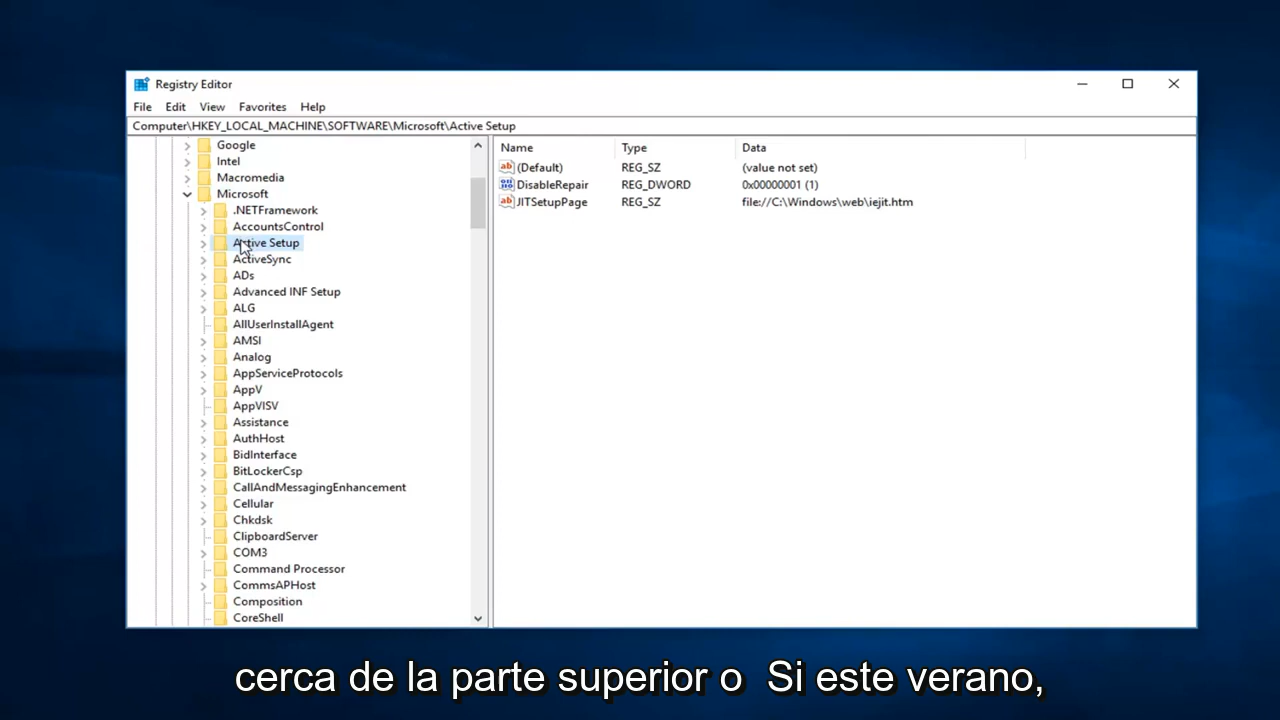 Registry Editor
File Edit View Favorites Help
Computer\HKEY_LOCAL_MACHINE\SOFTWARE\Microsoft\Active Setup
Google
Intel
Macromedia
Microsoft
.NETFramework
AccountsControl
Active Setup
ActiveSync
ADs
Advanced INF Setup
ALG
AllUserInstallAgent
AMSI
Analog
AppServiceProtocols
AppV
AppVISV
Assistance
AuthHost
BidInterface
BitLockerCsp
CallAndMessagingEnhancement
Cellular
Chkdsk
ClipboardServer
COM3
Command Processor
CommsAPHost
Composition
CoreShell
Name Type Data
(Default) REG_SZ (value not set)
DisableRepair REG_DWORD 0x00000001 (1)
JITSetupPage REG_SZ file://C:\Windows\web\iejit.htm
cerca de la parte superior o  Si este verano,